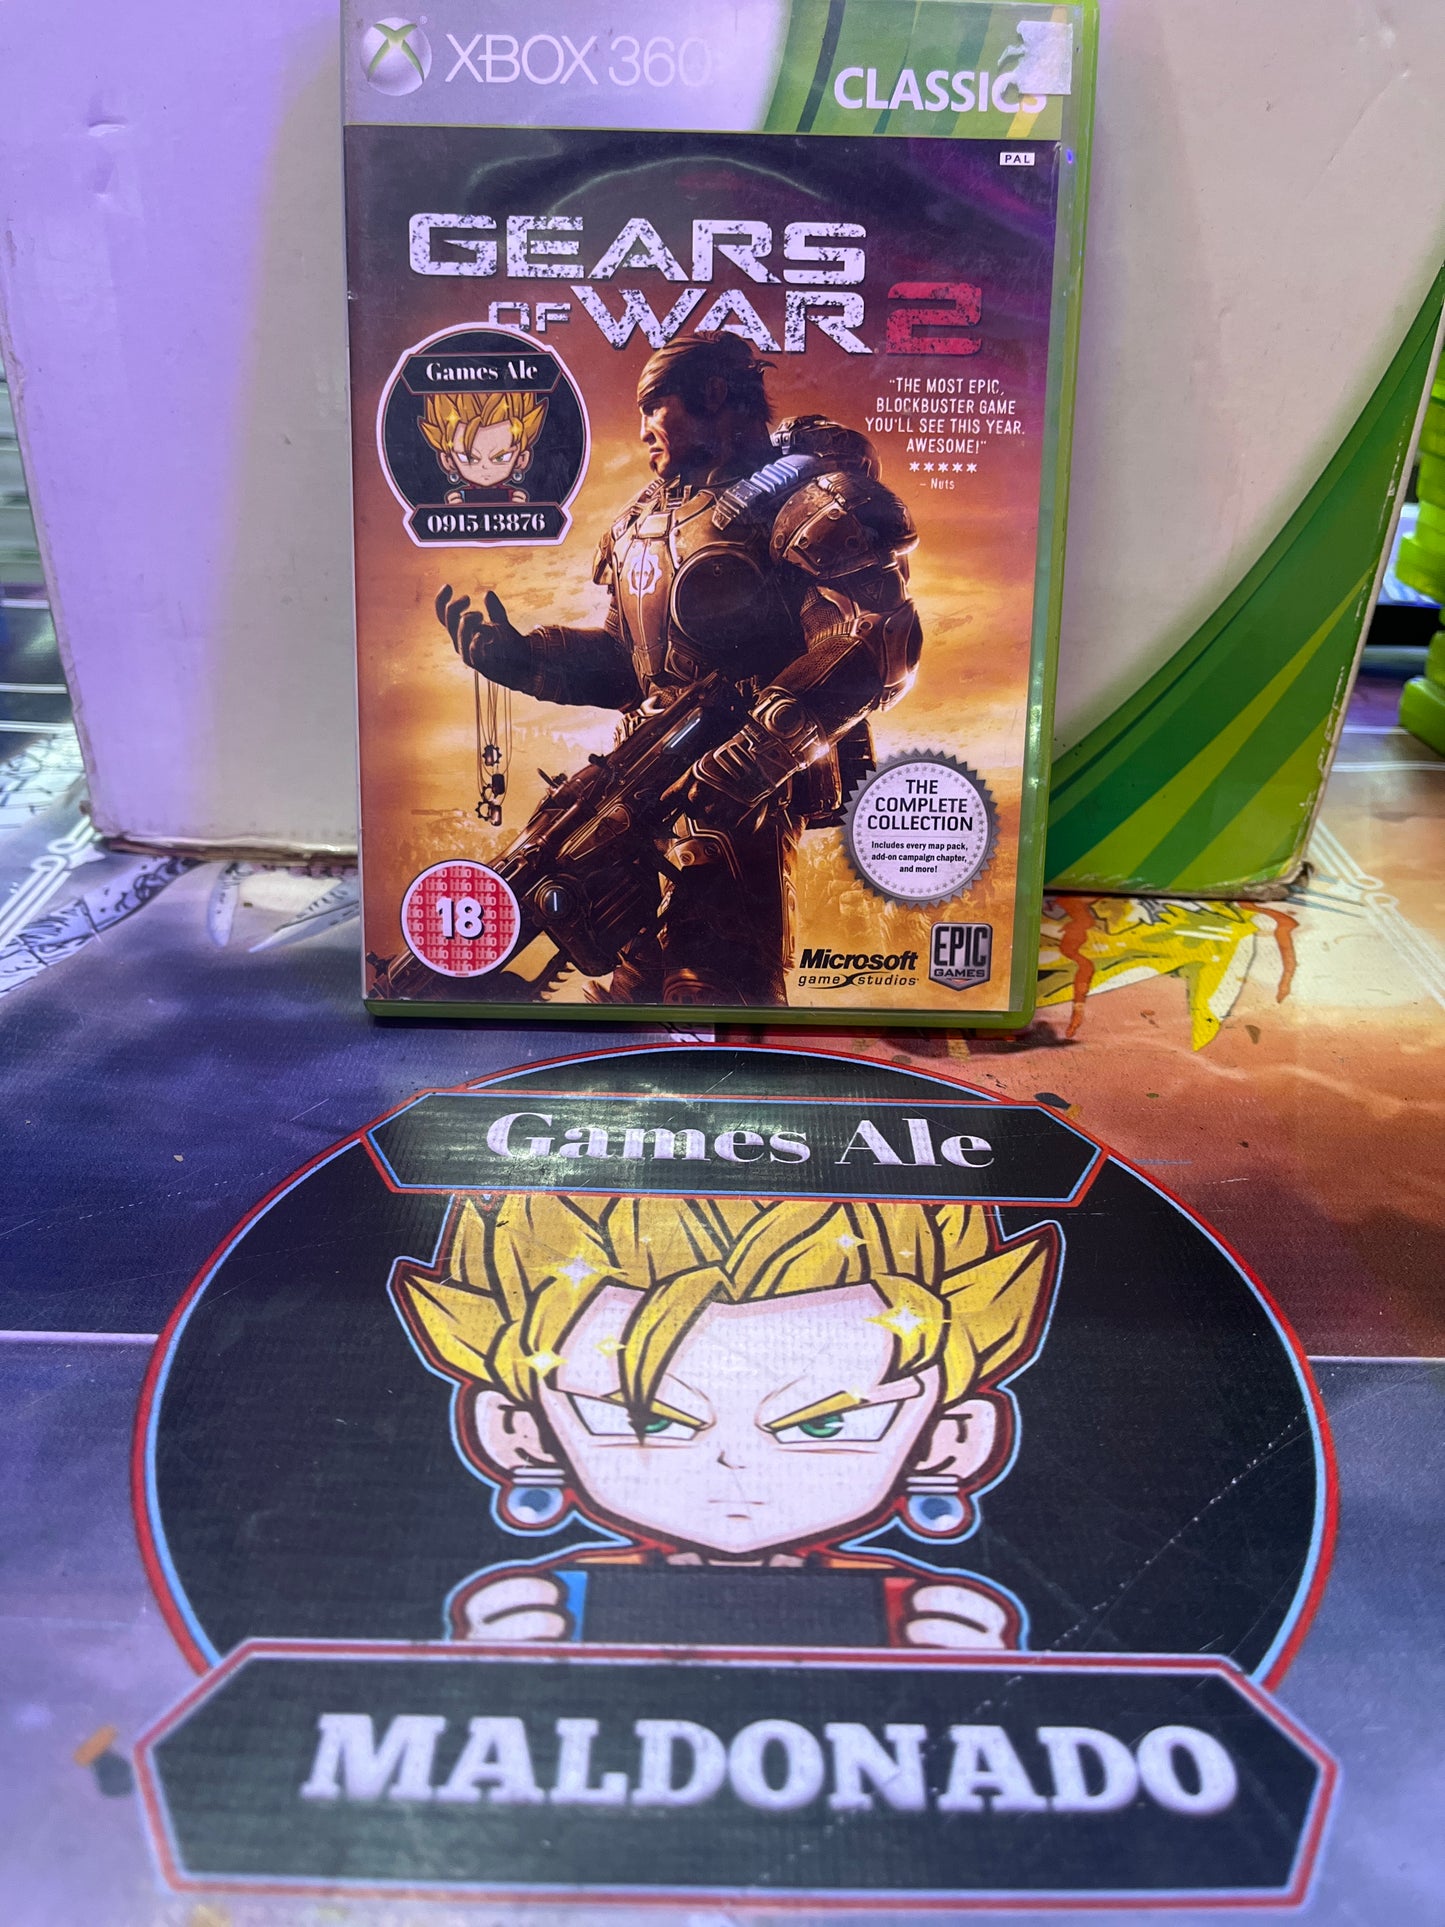 XBOX 360
CLASSICS
PAL
GEARS
OF WAR 2
Games Ale
091543876
"THE MOST EPIC,
BLOCKBUSTER GAME
YOU'LL SEE THIS YEAR.
AWESOME!"
★★★★★
– Nuts
THE
COMPLETE
COLLECTION
Includes every map pack,
add-on campaign chapter,
and more!
18
Microsoft
game studios
EPIC
GAMES
Games Ale
MALDONADO